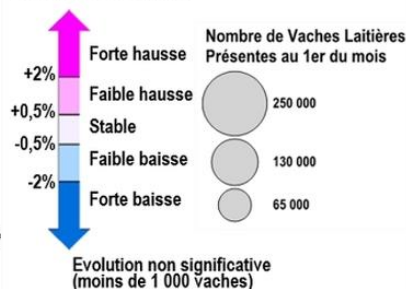 Forte hausse
+2%
Faible hausse
+0,5%
Stable
-0,5%
Faible baisse
-2%
Forte baisse
Nombre de Vaches Laitières
Présentes au 1er du mois
250 000
130 000
65 000
Evolution non significative
(moins de 1 000 vaches)